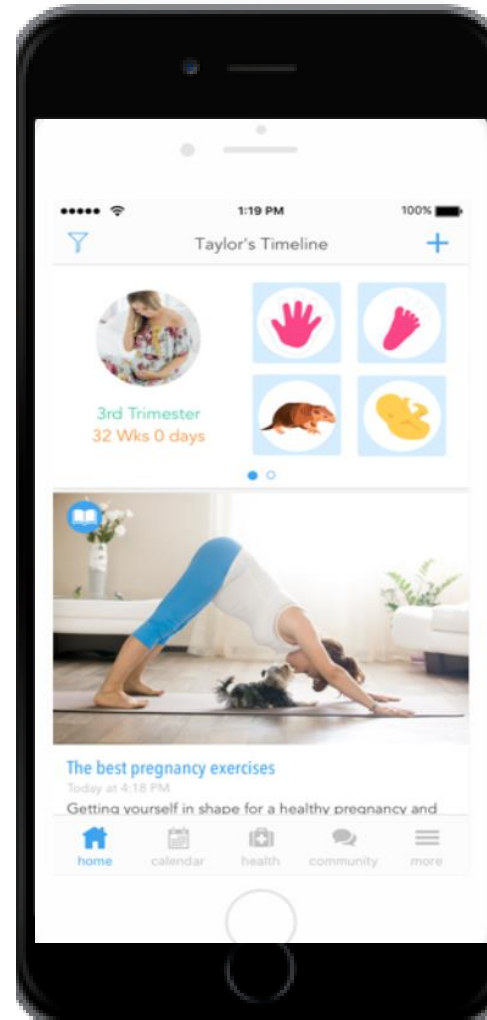 1:19 PM
100%
Taylor's Timeline
3rd Trimester
32 Wks 0 days
The best pregnancy exercises
Today at 4:18 PM
Getting yourself in shape for a healthy pregnancy and
home calendar health community more